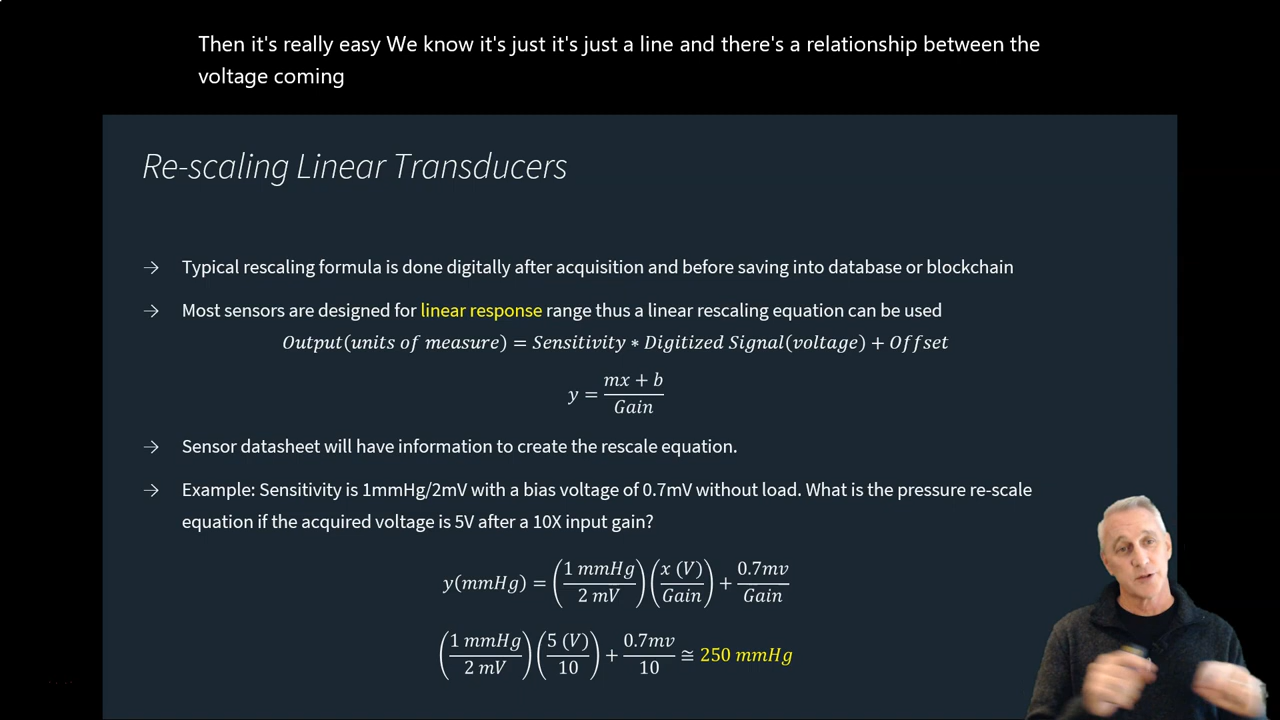 Then it's really easy We know it's just it's just a line and there's a relationship between the
voltage coming
Re-scaling Linear Transducers
→ Typical rescaling formula is done digitally after acquisition and before saving into database or blockchain
→ Most sensors are designed for linear response range thus a linear rescaling equation can be used
Output(units of measure) = Sensitivity ∗ Digitized Signal(voltage) + Offset
y = (mx + b)/Gain
→ Sensor datasheet will have information to create the rescale equation.
→ Example: Sensitivity is 1mmHg/2mV with a bias voltage of 0.7mV without load. What is the pressure re-scale
equation if the acquired voltage is 5V after a 10X input gain?
y(mmHg) = (1 mmHg/2 mV)(x (V)/Gain) + 0.7mv/Gain
(1 mmHg/2 mV)(5 (V)/10) + 0.7mv/10 ≅ 250 mmHg